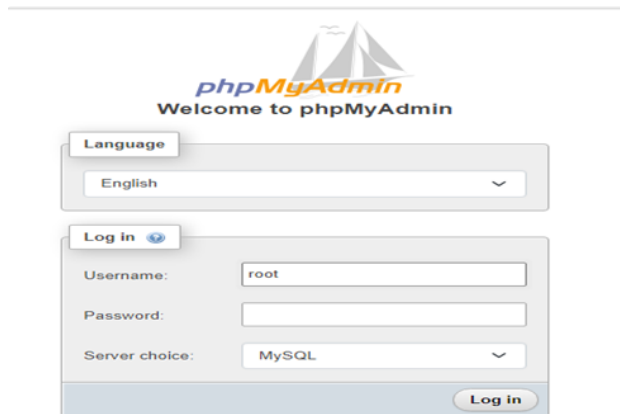 phpMyAdmin
Welcome to phpMyAdmin
Language
English
Log in
Username: root
Password:
Server choice: MySQL
Log in